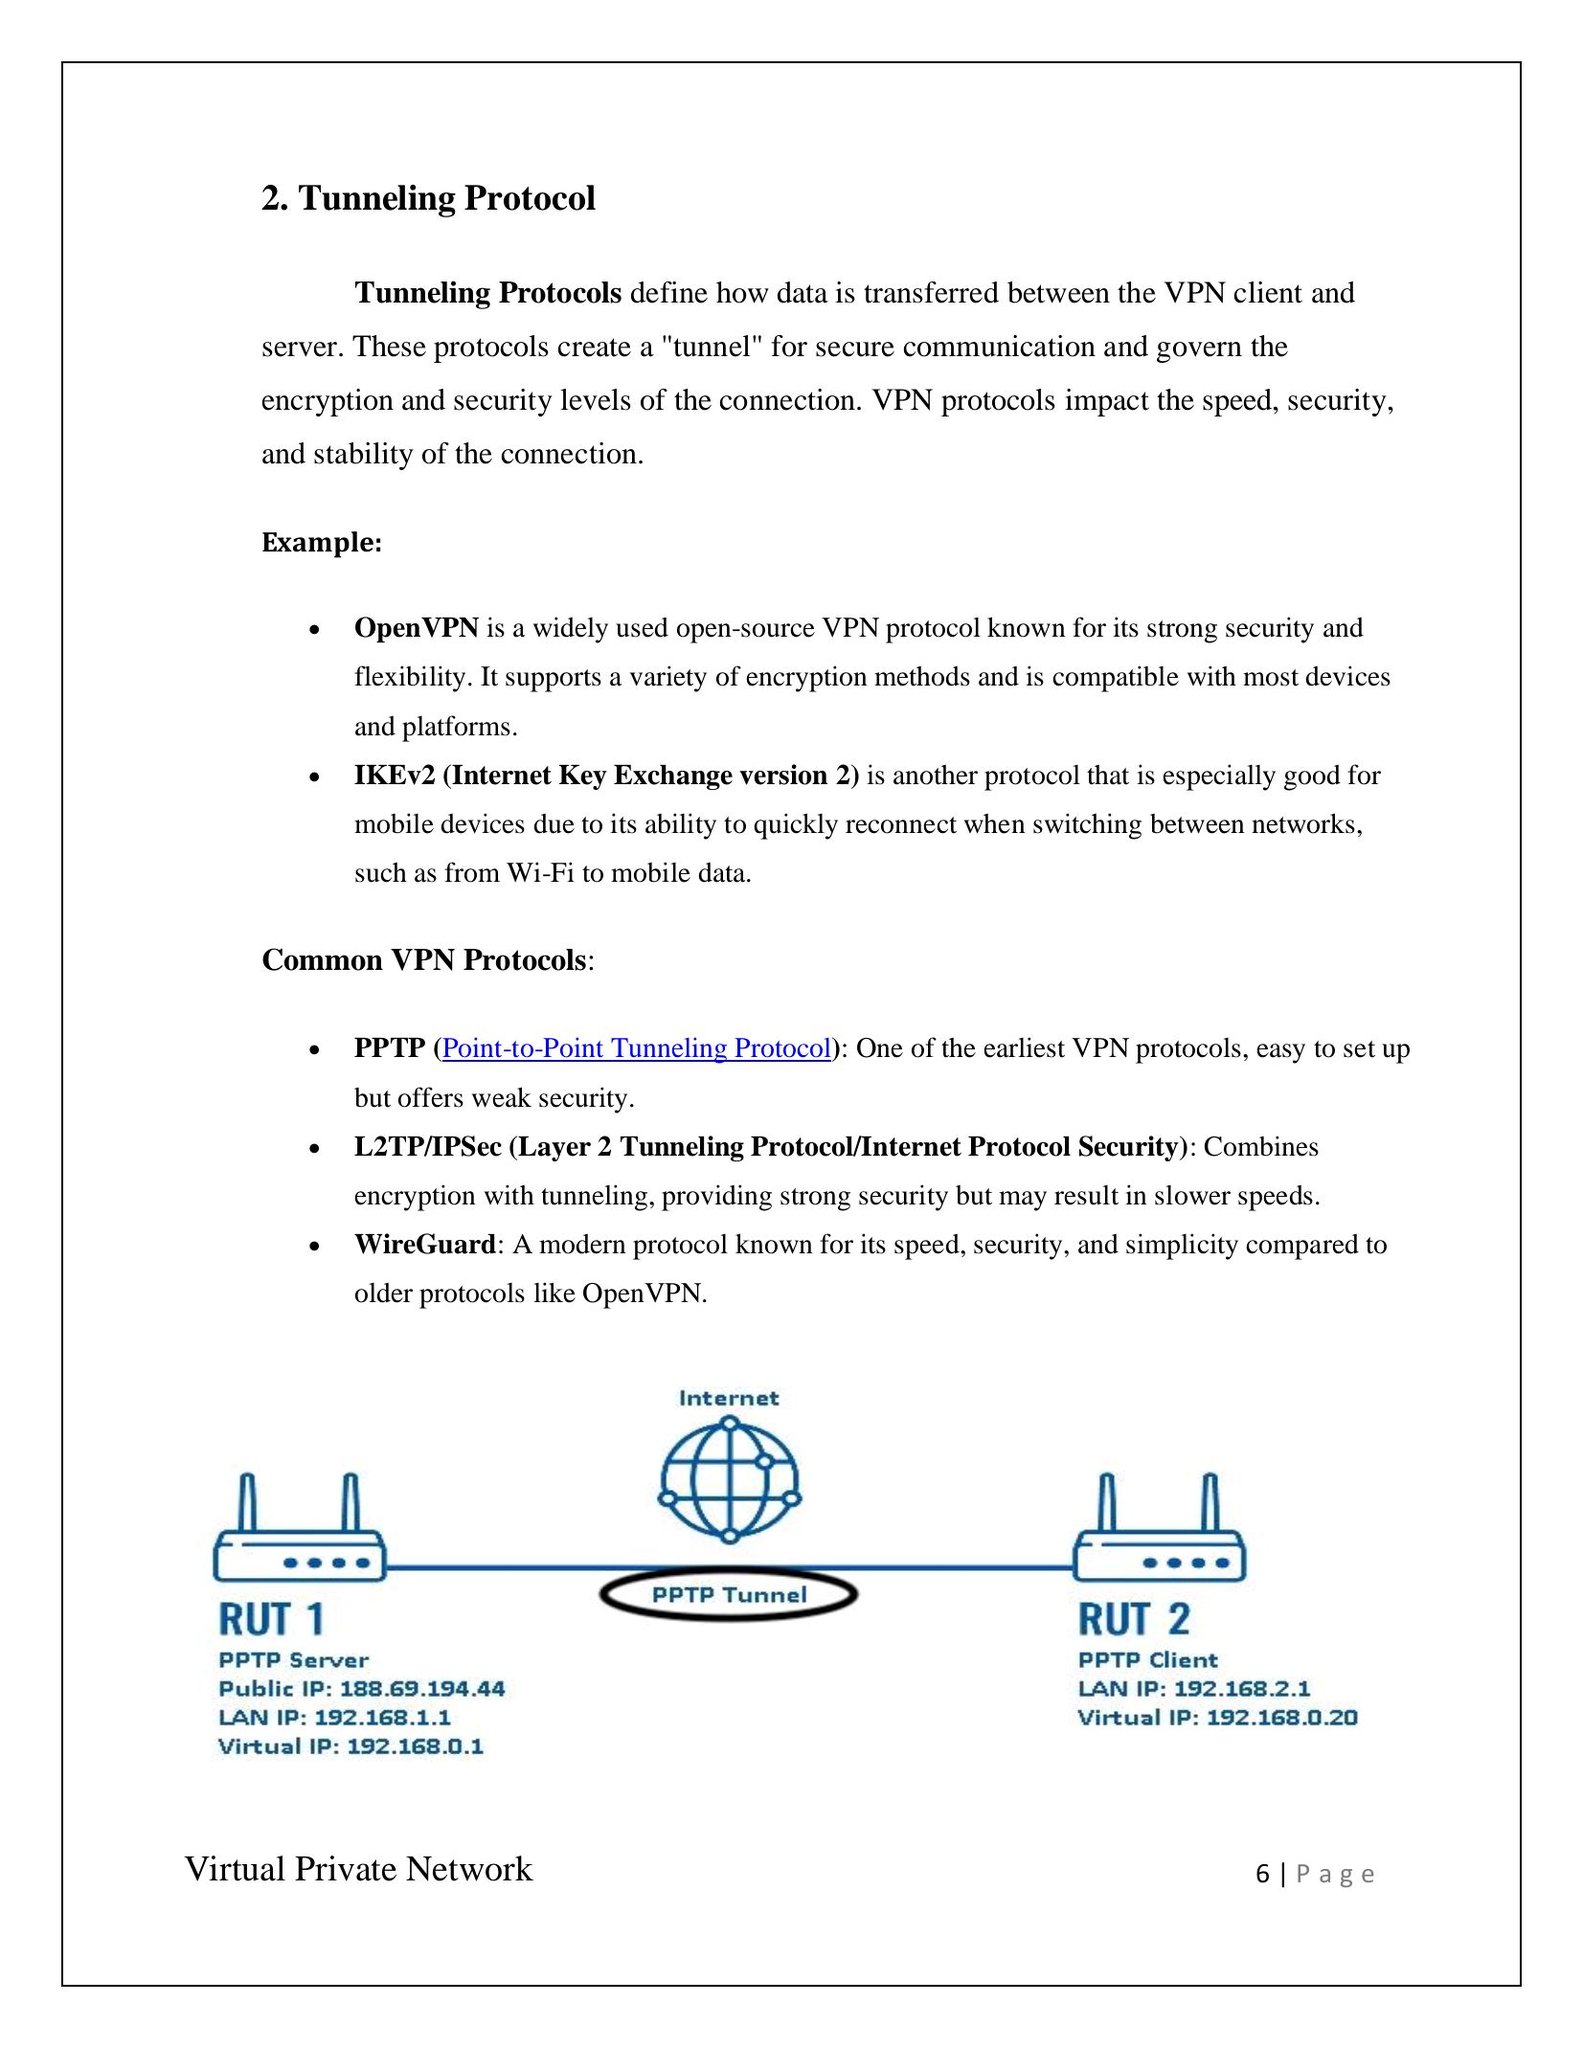 2. Tunneling Protocol
Tunneling Protocols define how data is transferred between the VPN client and
server. These protocols create a "tunnel" for secure communication and govern the
encryption and security levels of the connection. VPN protocols impact the speed, security,
and stability of the connection.
Example:
• OpenVPN is a widely used open-source VPN protocol known for its strong security and
flexibility. It supports a variety of encryption methods and is compatible with most devices
and platforms.
• IKEv2 (Internet Key Exchange version 2) is another protocol that is especially good for
mobile devices due to its ability to quickly reconnect when switching between networks,
such as from Wi-Fi to mobile data.
Common VPN Protocols:
• PPTP (Point-to-Point Tunneling Protocol): One of the earliest VPN protocols, easy to set up
but offers weak security.
• L2TP/IPSec (Layer 2 Tunneling Protocol/Internet Protocol Security): Combines
encryption with tunneling, providing strong security but may result in slower speeds.
• WireGuard: A modern protocol known for its speed, security, and simplicity compared to
older protocols like OpenVPN.
Internet
PPTP Tunnel
RUT 1
PPTP Server
Public IP: 188.69.194.44
LAN IP: 192.168.1.1
Virtual IP: 192.168.0.1
RUT 2
PPTP Client
LAN IP: 192.168.2.1
Virtual IP: 192.168.0.20
Virtual Private Network
6 | P a g e